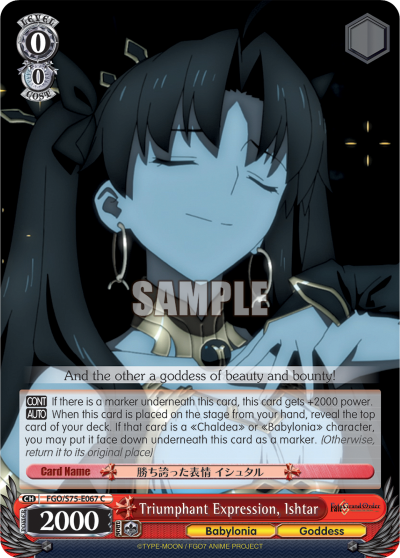 LEVEL
0
0
COST
SAMPLE
And the other a goddess of beauty and bounty!
CONT If there is a marker underneath this card, this card gets +2000 power.
AUTO When this card is placed on the stage from your hand, reveal the top
card of your deck. If that card is a «Chaldea» or «Babylonia» character,
you may put it face down underneath this card as a marker. (Otherwise,
return it to its original place)
Card Name 勝ち誇った表情 イシュタル
CH FGO/S75-E067 C
2000
Triumphant Expression, Ishtar
Fate/Grand Order
Babylonia Goddess
©TYPE-MOON / FGO7 ANIME PROJECT